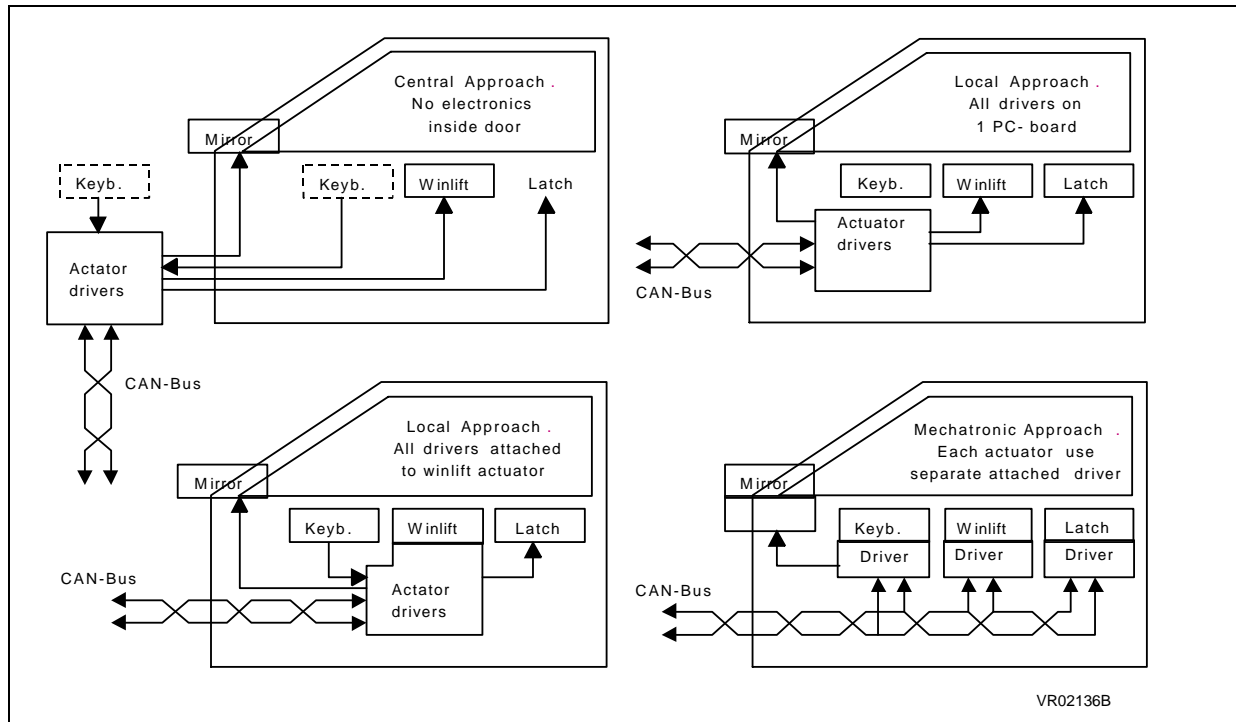 Central Approach .
No electronics
inside door
Mirror
Keyb.
Keyb.
Winlift
Latch
Actator
drivers
CAN-Bus
Local Approach .
All drivers on
1 PC- board
Mirror
Keyb.
Winlift
Latch
Actuator
drivers
CAN-Bus
Local Approach .
All drivers attached
to winlift actuator
Mirror
Keyb.
Winlift
Latch
Actator
drivers
CAN-Bus
Mechatronic Approach .
Each actuator use
separate attached driver
Mirror
Keyb.
Winlift
Latch
Driver
Driver
Driver
CAN-Bus
VR02136B